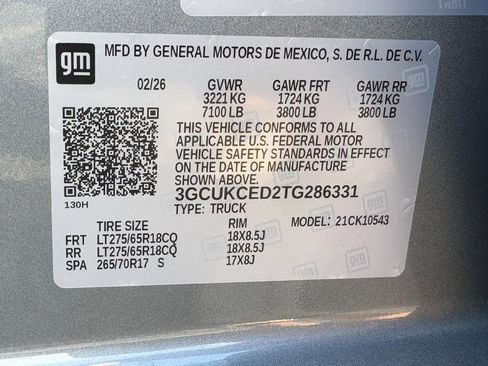 gm
MFD BY GENERAL MOTORS DE MEXICO, S. DE R.L. DE C.V.
02/26 GVWR GAWR FRT GAWR RR
3221 KG 1724 KG 1724 KG
7100 LB 3800 LB 3800 LB
THIS VEHICLE CONFORMS TO ALL
APPLICABLE U.S. FEDERAL MOTOR
VEHICLE SAFETY STANDARDS IN EFFECT
ON THE DATE OF MANUFACTURE
SHOWN ABOVE.
130H
3GCUKCED2TG286331
TYPE: TRUCK MODEL: 21CK10543
TIRE SIZE RIM
FRT LT275/65R18CQ 18X8.5J
RR LT275/65R18CQ 18X8.5J
SPA 265/70R17 S 17X8J
gm